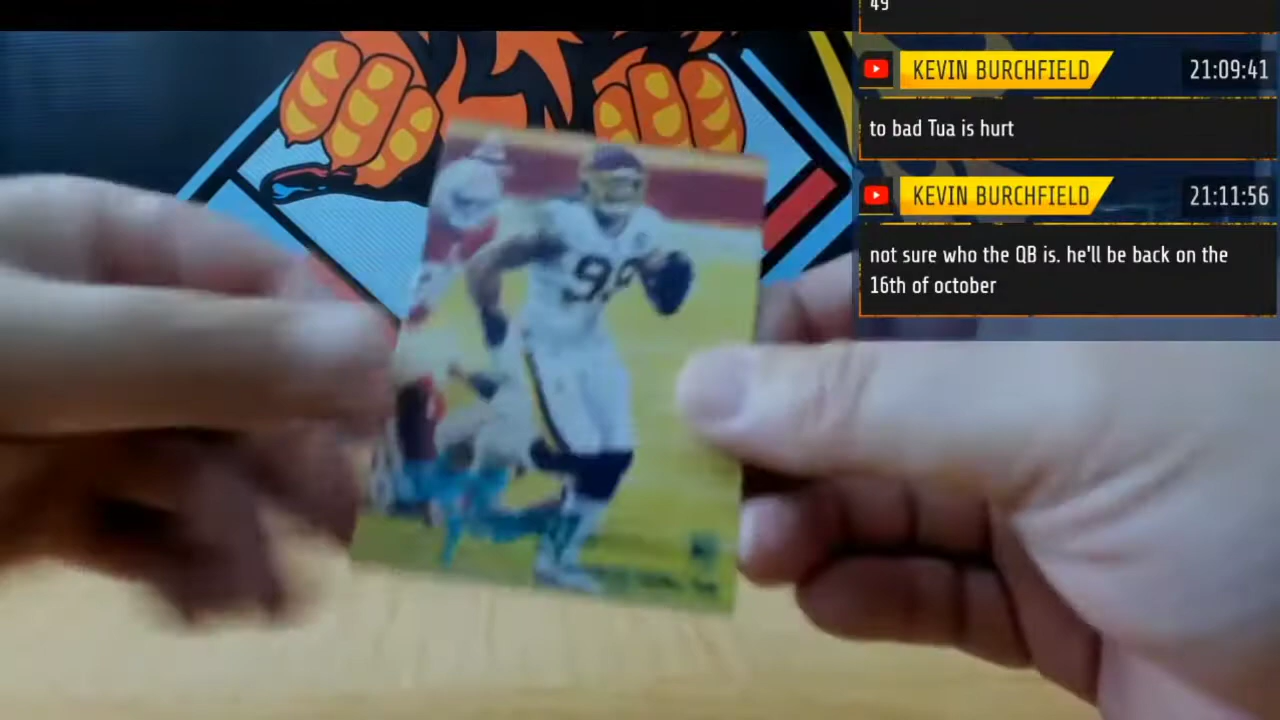 49
KEVIN BURCHFIELD 21:09:41
to bad Tua is hurt
KEVIN BURCHFIELD 21:11:56
not sure who the QB is. he'll be back on the
16th of october
99